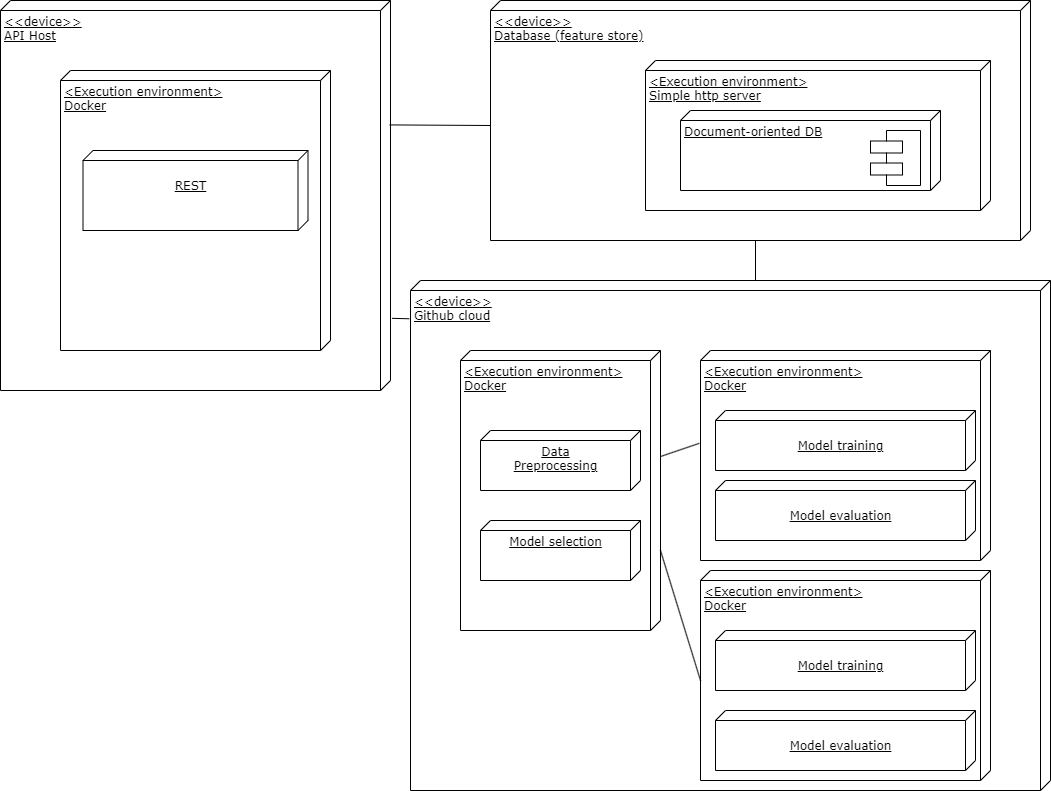 <<device>>
API Host
<Execution environment>
Docker
REST
<<device>>
Database (feature store)
<Execution environment>
Simple http server
Document-oriented DB
<<device>>
Github cloud
<Execution environment>
Docker
Data
Preprocessing
Model selection
<Execution environment>
Docker
Model training
Model evaluation
<Execution environment>
Docker
Model training
Model evaluation